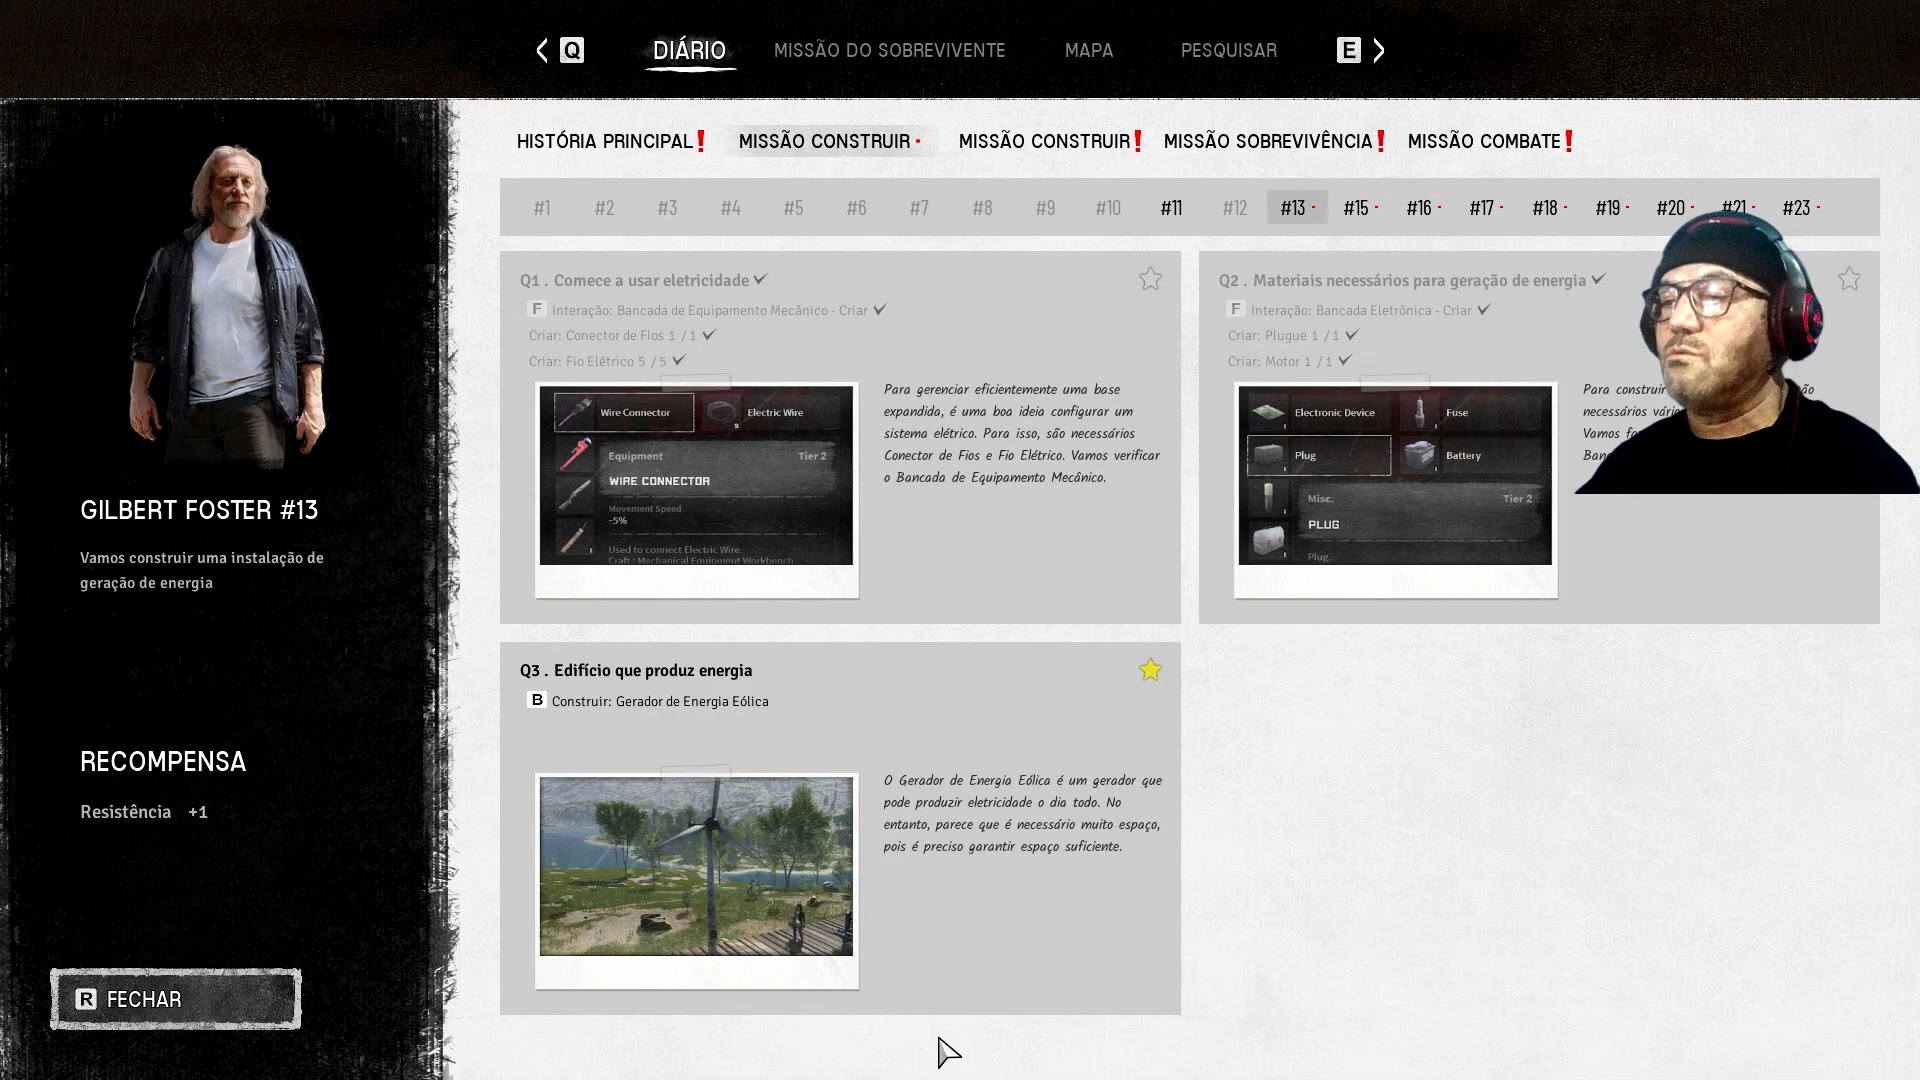 Q DIÁRIO MISSÃO DO SOBREVIVENTE MAPA PESQUISAR E
HISTÓRIA PRINCIPAL! MISSÃO CONSTRUIR MISSÃO CONSTRUIR! MISSÃO SOBREVIVÊNCIA! MISSÃO COMBATE!
#1 #2 #3 #4 #5 #6 #7 #8 #9 #10 #11 #12 #13 #15 #16 #17 #18 #19 #20 #21 #23
GILBERT FOSTER #13
Vamos construir uma instalação de
geração de energia
RECOMPENSA
Resistência +1
R FECHAR
Q1 . Comece a usar eletricidade
F Interação: Bancada de Equipamento Mecânico - Criar
Criar: Conector de Fios 1 / 1
Criar: Fio Elétrico 5 / 5
Wire Connector Electric Wire
5
Equipment Tier 2
WIRE CONNECTOR
Movement Speed
-5%
Used to connect Electric Wire.
Craft : Mechanical Equipment Workbench
Para gerenciar eficientemente uma base
expandida, é uma boa ideia configurar um
sistema elétrico. Para isso, são necessários
Conector de Fios e Fio Elétrico. Vamos verificar
o Bancada de Equipamento Mecânico.
Q2 . Materiais necessários para geração de energia
F Interação: Bancada Eletrônica - Criar
Criar: Plugue 1 / 1
Criar: Motor 1 / 1
Electronic Device Fuse
Plug Battery
Misc. Tier 2
PLUG
Plug.
Para construir
necessários
Vamos
Q3 . Edifício que produz energia
B Construir: Gerador de Energia Eólica
O Gerador de Energia Eólica é um gerador que
pode produzir eletricidade o dia todo. No
entanto, parece que é necessário muito espaço,
pois é preciso garantir espaço suficiente.